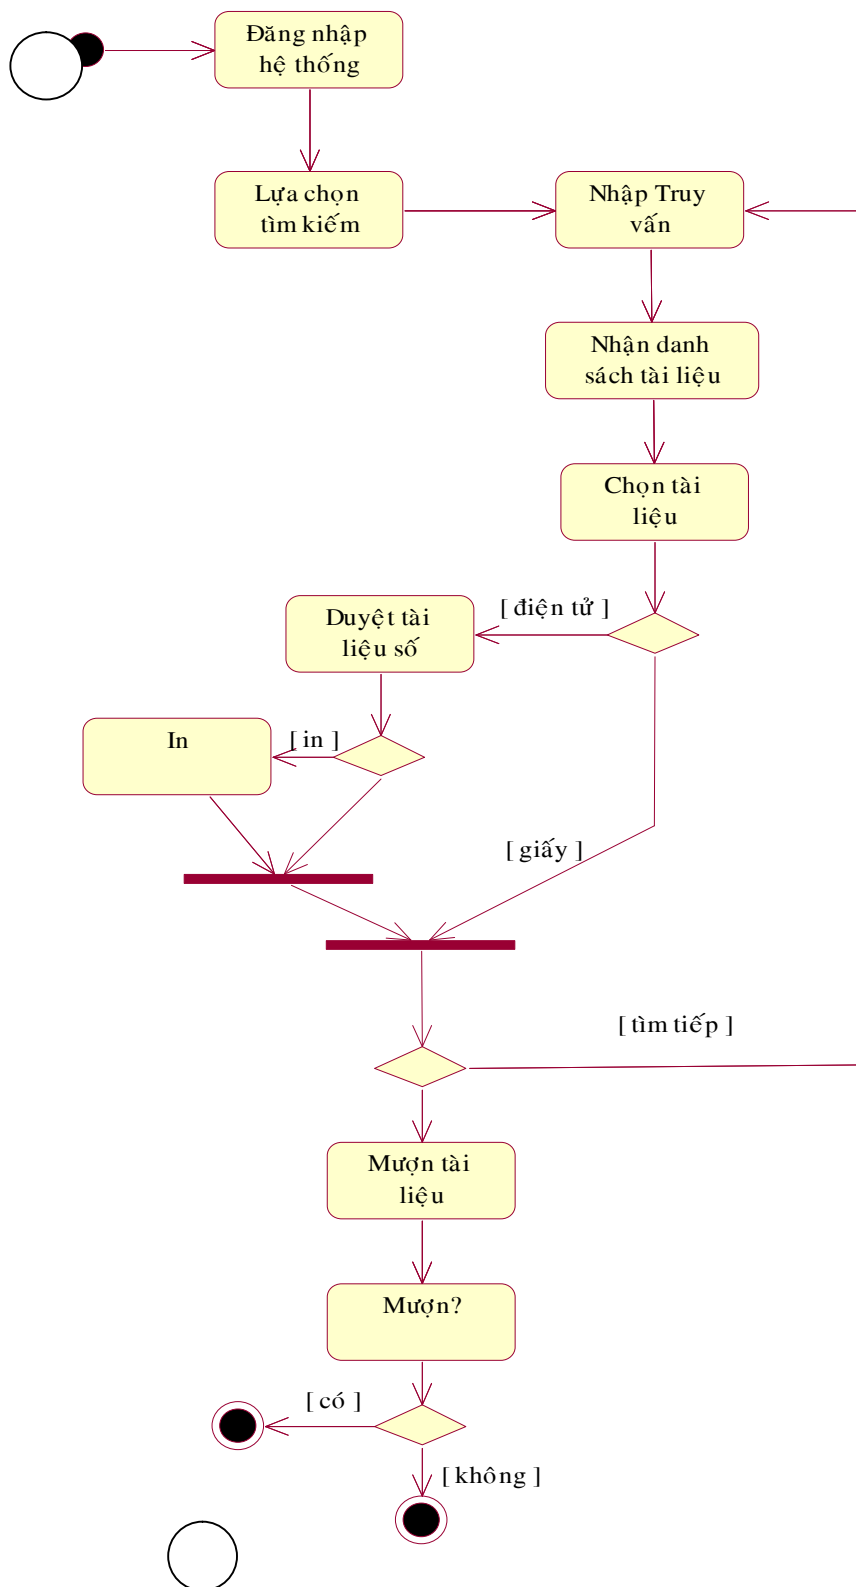 Đăng nhập
hệ thống
Lựa chọn
tìm kiếm
Nhập Truy
vấn
Nhận danh
sách tài liệu
Chọn tài
liệu
[ điện tử ]
Duyệt tài
liệu số
In
[ in ]
[ giấy ]
[ tìm tiếp ]
Mượn tài
liệu
Mượn?
[ có ]
[ không ]